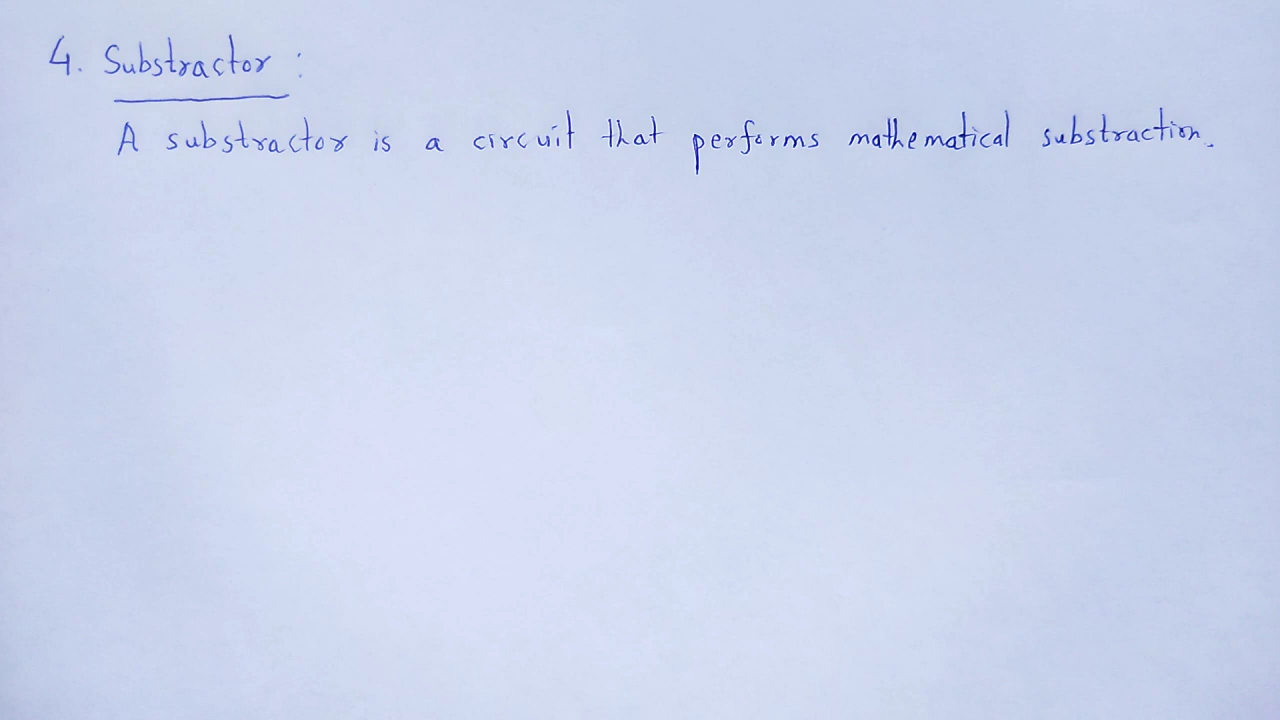 4. Substractor :
A substractor is a circuit that performs mathematical substraction.